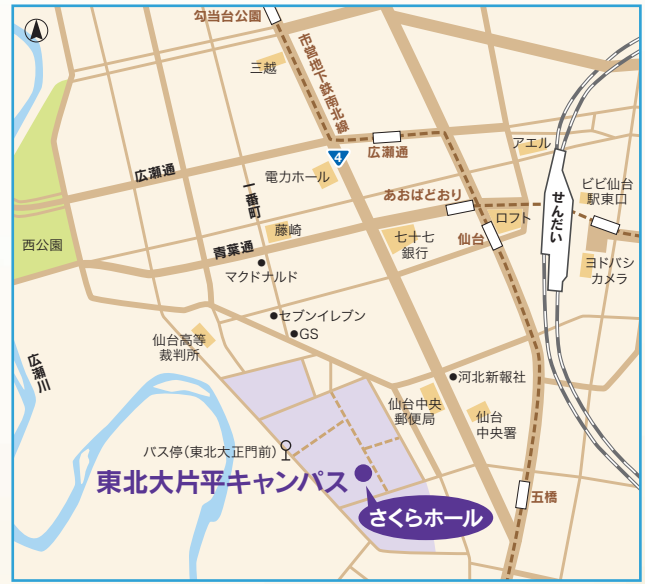 勾当台公園
三越
市営地下鉄南北線
4
広瀬通
アエル
広瀬通
電力ホール
一番町
あおばどおり
せんだい
ビビ仙台
駅東口
ロフト
藤崎
七十七
銀行
仙台
西公園
青葉通
マクドナルド
ヨドバシ
カメラ
セブンイレブン
GS
仙台高等
裁判所
広瀬川
河北新報社
仙台中央
郵便局
仙台
中央署
バス停(東北大正門前)
東北大片平キャンパス
さくらホール
五橋